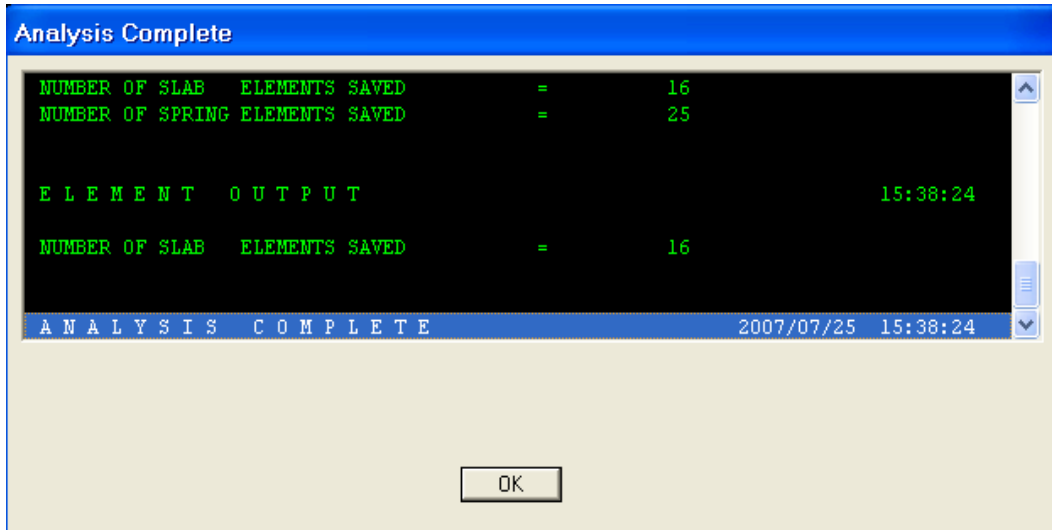 Analysis Complete
NUMBER OF SLAB ELEMENTS SAVED = 16
NUMBER OF SPRING ELEMENTS SAVED = 25
E L E M E N T O U T P U T 15:38:24
NUMBER OF SLAB ELEMENTS SAVED = 16
A N A L Y S I S C O M P L E T E 2007/07/25 15:38:24
OK